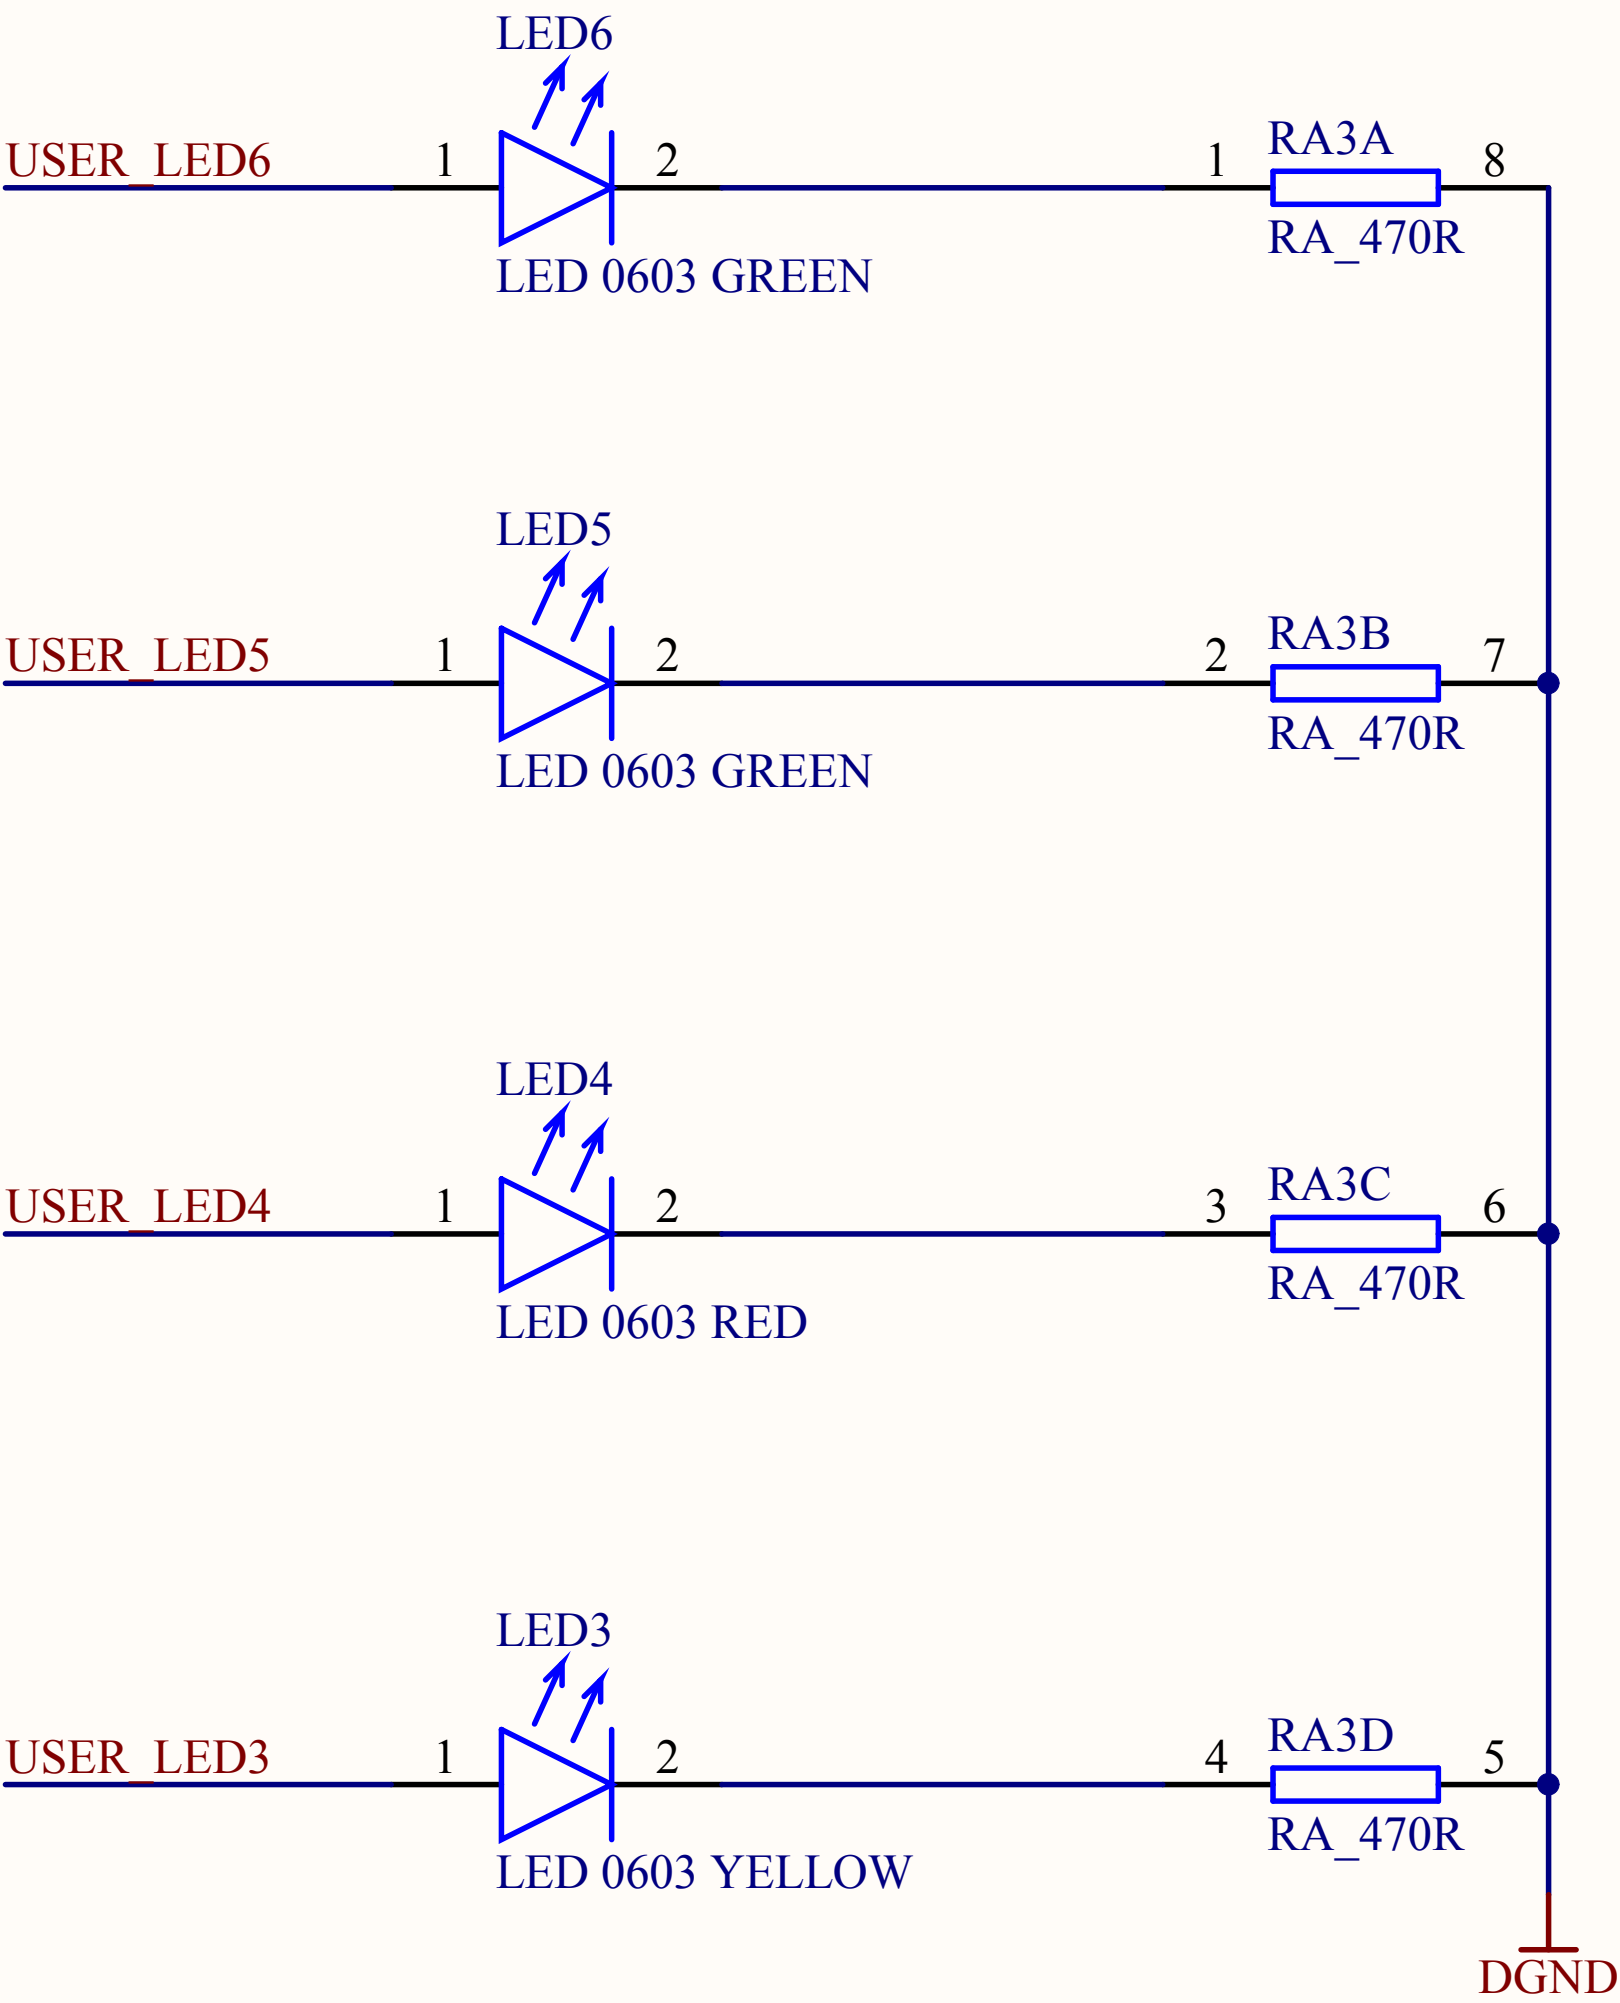 LED6
USER_LED6 1 2 1 RA3A 8
LED 0603 GREEN RA_470R
LED5
USER_LED5 1 2 2 RA3B 7
LED 0603 GREEN RA_470R
LED4
USER_LED4 1 2 3 RA3C 6
LED 0603 RED RA_470R
LED3
USER_LED3 1 2 4 RA3D 5
LED 0603 YELLOW RA_470R
DGND